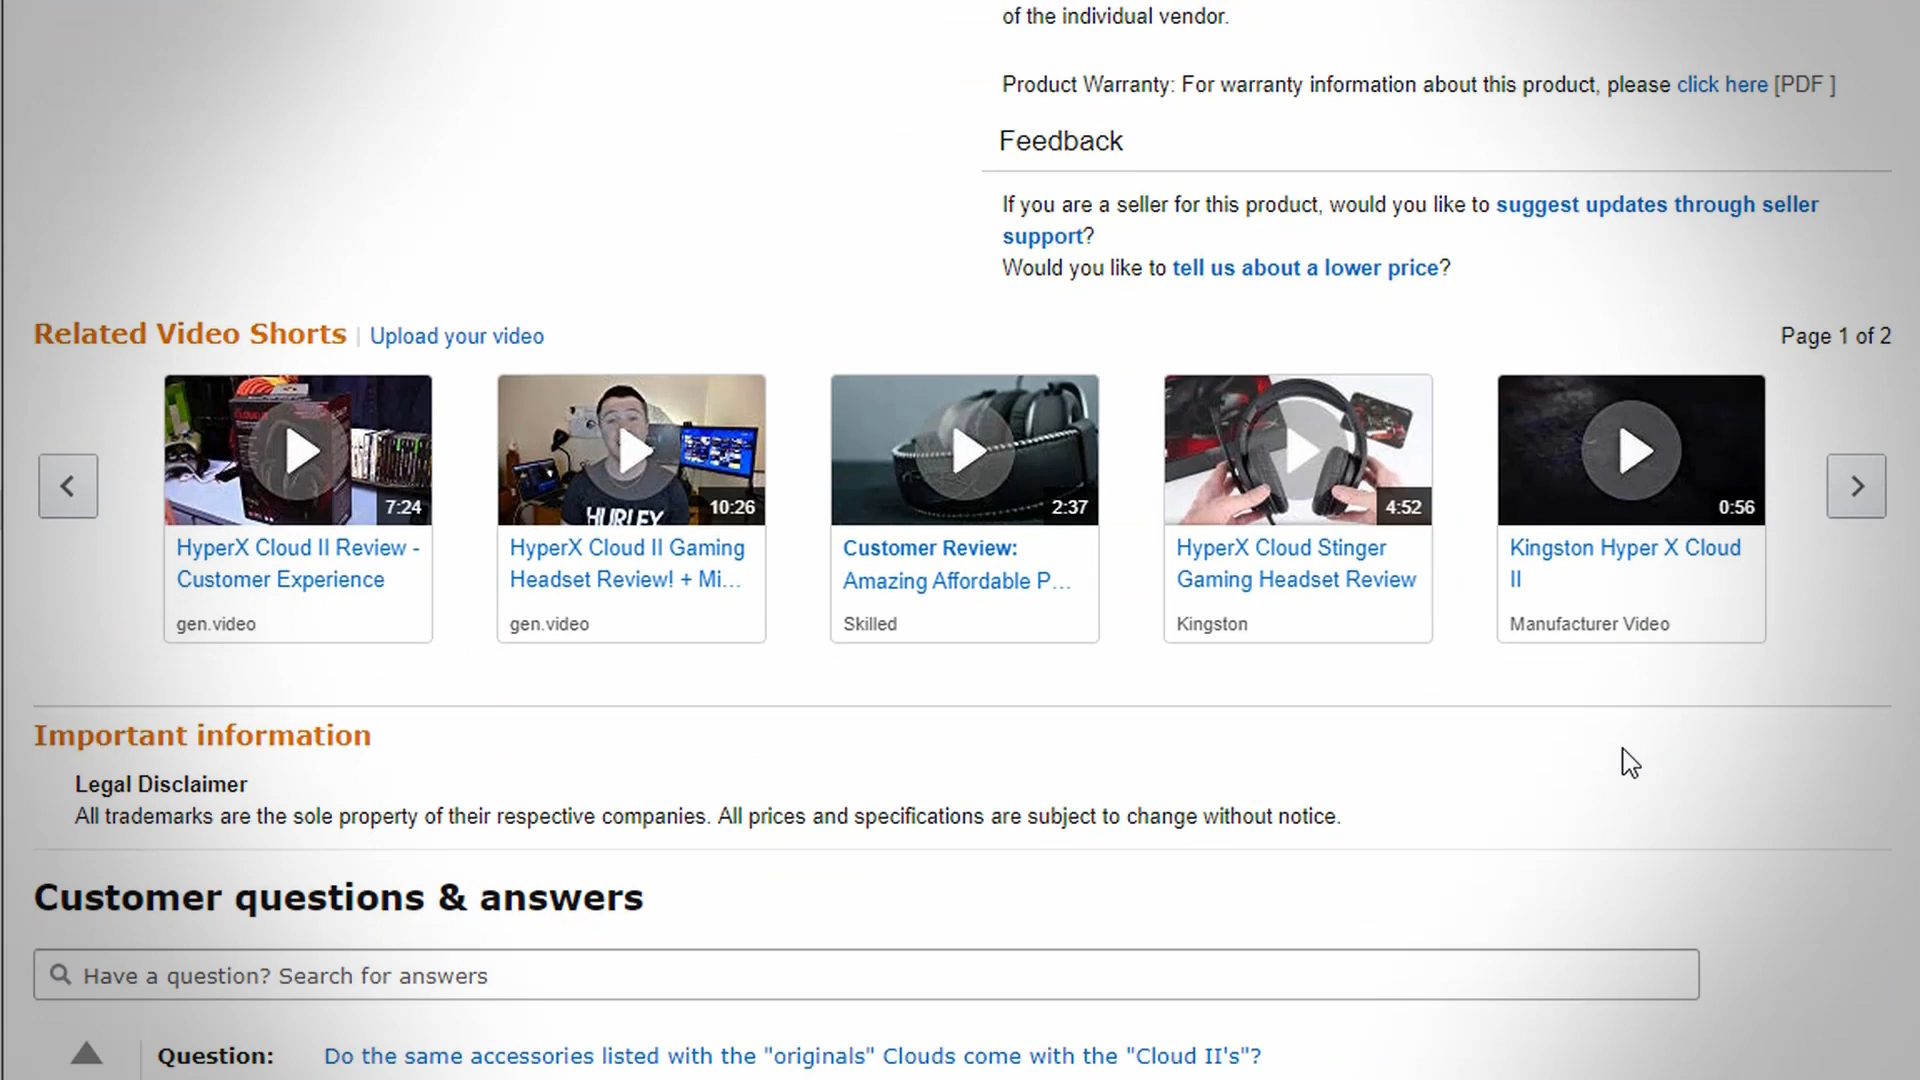 of the individual vendor.
Product Warranty: For warranty information about this product, please click here [PDF ]
Feedback
If you are a seller for this product, would you like to suggest updates through seller
support?
Would you like to tell us about a lower price?
Related Video Shorts | Upload your video
Page 1 of 2
7:24
HyperX Cloud II Review -
Customer Experience
gen.video
HURLEY
10:26
HyperX Cloud II Gaming
Headset Review! + Mi...
gen.video
2:37
Customer Review:
Amazing Affordable P...
Skilled
4:52
HyperX Cloud Stinger
Gaming Headset Review
Kingston
0:56
Kingston Hyper X Cloud
II
Manufacturer Video
Important information
Legal Disclaimer
All trademarks are the sole property of their respective companies. All prices and specifications are subject to change without notice.
Customer questions & answers
Have a question? Search for answers
Question: Do the same accessories listed with the "originals" Clouds come with the "Cloud II's"?